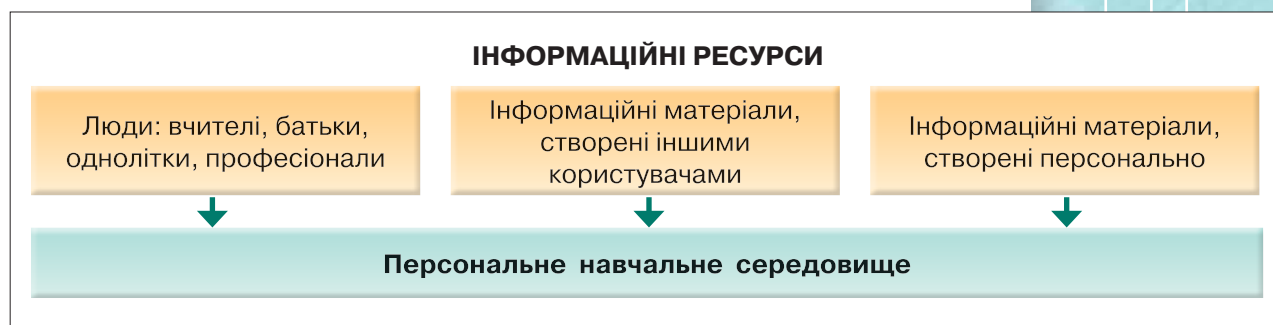 ІНФОРМАЦІЙНІ РЕСУРСИ
Люди: вчителі, батьки,
однолітки, професіонали
Інформаційні матеріали,
створені іншими
користувачами
Інформаційні матеріали,
створені персонально
Персональне навчальне середовище